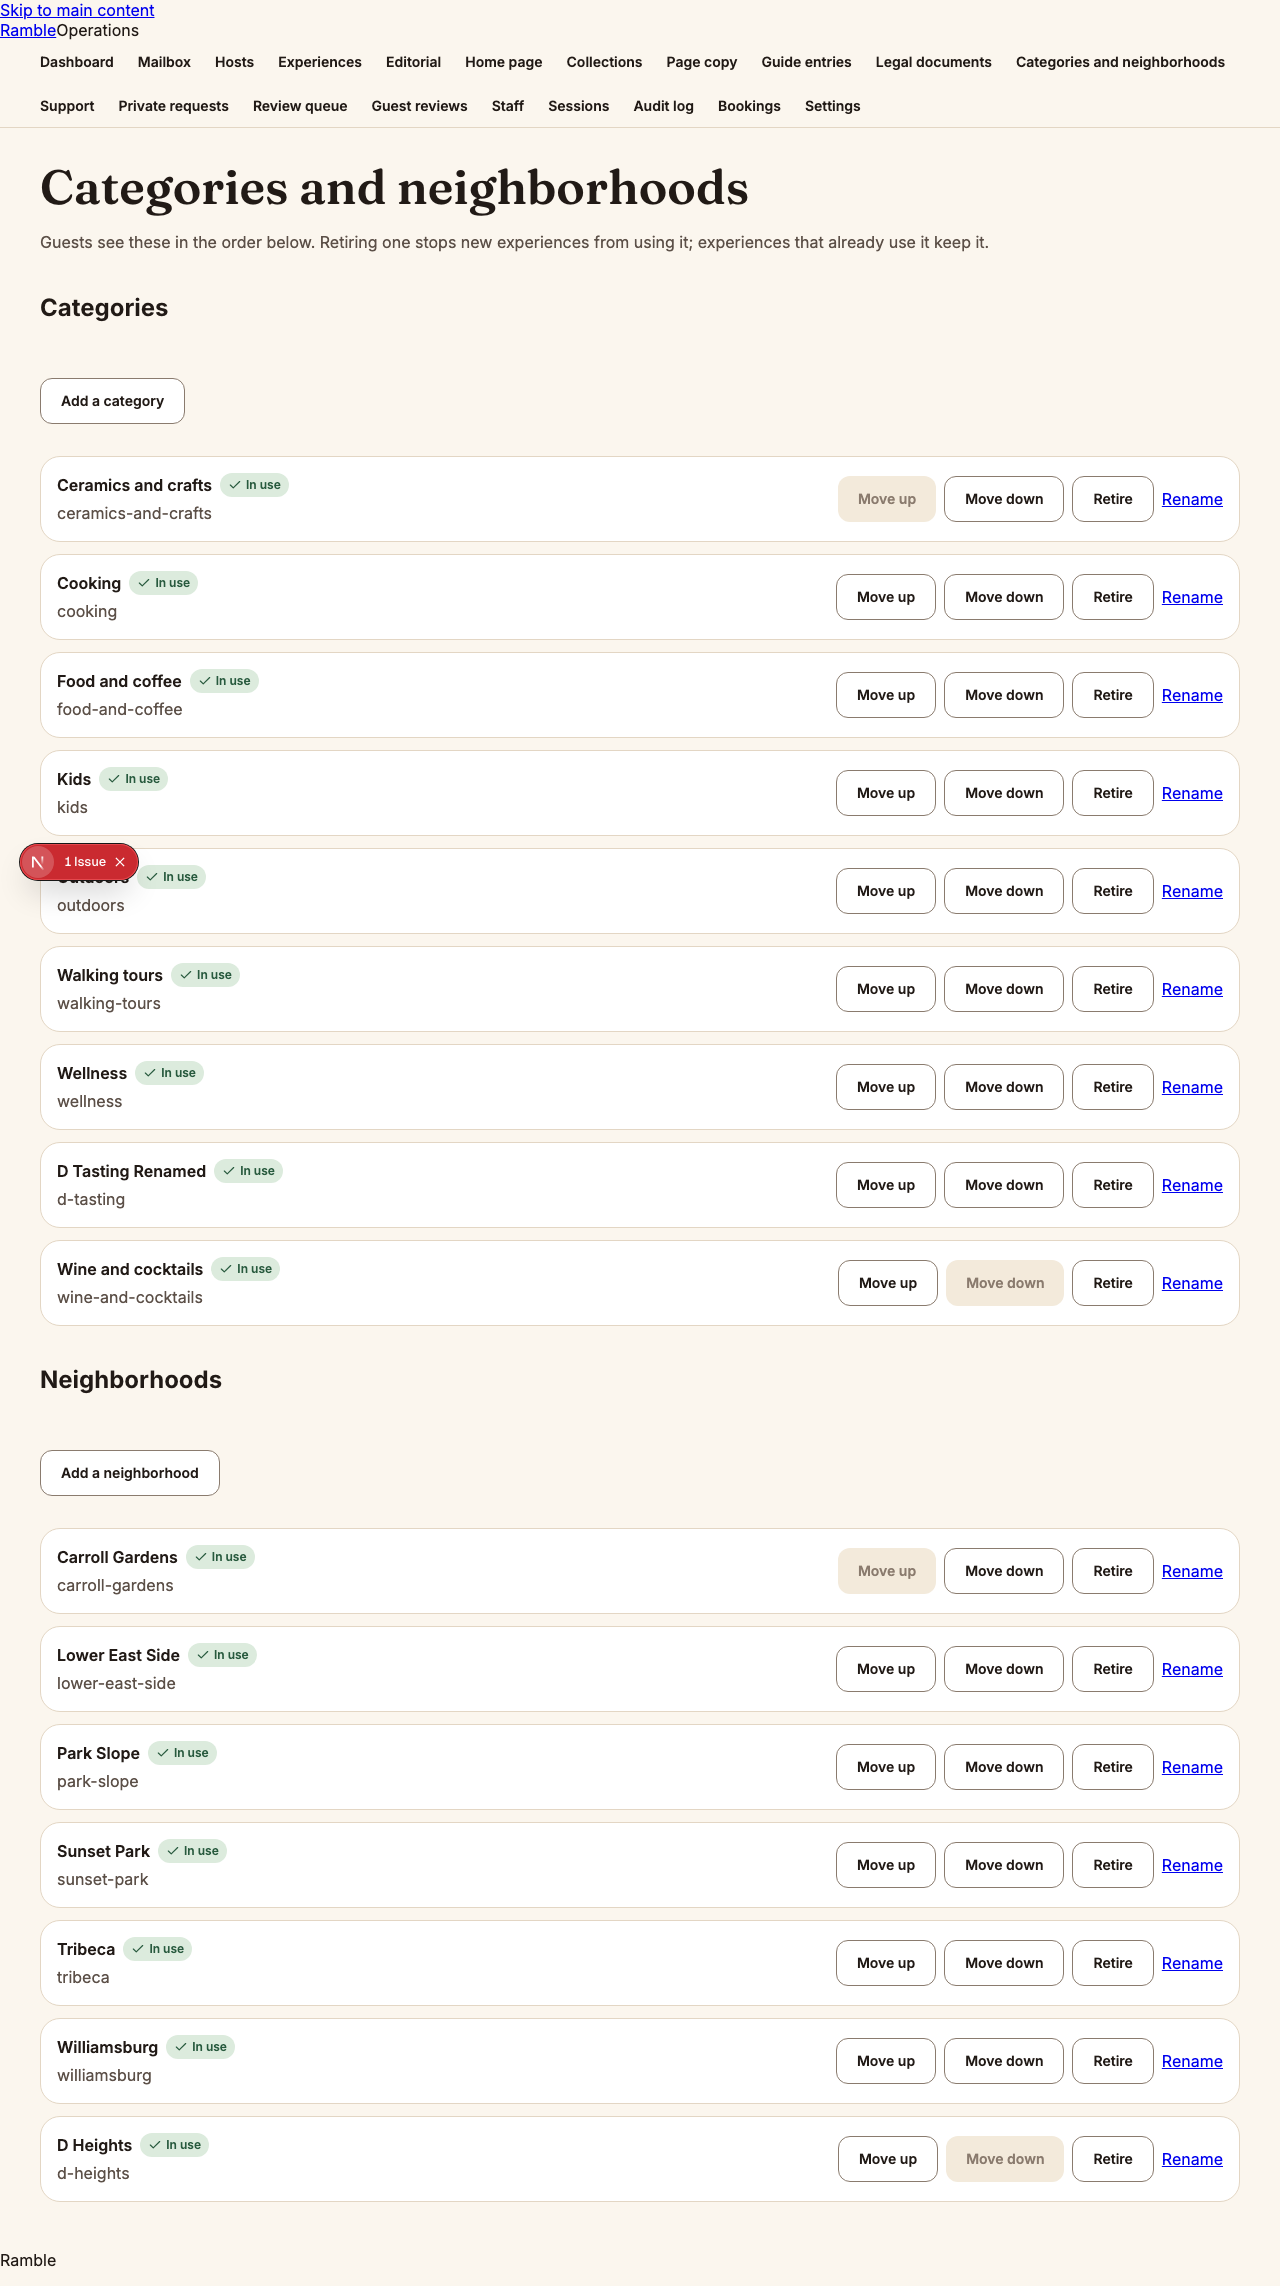 Skip to main content
RambleOperations
Dashboard Mailbox Hosts Experiences Editorial Home page Collections Page copy Guide entries Legal documents Categories and neighborhoods
Support Private requests Review queue Guest reviews Staff Sessions Audit log Bookings Settings
Categories and neighborhoods
Guests see these in the order below. Retiring one stops new experiences from using it; experiences that already use it keep it.
Categories
Add a category
Ceramics and crafts In use
ceramics-and-crafts
Move up Move down Retire Rename
Cooking In use
cooking
Move up Move down Retire Rename
Food and coffee In use
food-and-coffee
Move up Move down Retire Rename
Kids In use
kids
Move up Move down Retire Rename
1 Issue
In use
outdoors
Move up Move down Retire Rename
Walking tours In use
walking-tours
Move up Move down Retire Rename
Wellness In use
wellness
Move up Move down Retire Rename
D Tasting Renamed In use
d-tasting
Move up Move down Retire Rename
Wine and cocktails In use
wine-and-cocktails
Move up Move down Retire Rename
Neighborhoods
Add a neighborhood
Carroll Gardens In use
carroll-gardens
Move up Move down Retire Rename
Lower East Side In use
lower-east-side
Move up Move down Retire Rename
Park Slope In use
park-slope
Move up Move down Retire Rename
Sunset Park In use
sunset-park
Move up Move down Retire Rename
Tribeca In use
tribeca
Move up Move down Retire Rename
Williamsburg In use
williamsburg
Move up Move down Retire Rename
D Heights In use
d-heights
Move up Move down Retire Rename
Ramble